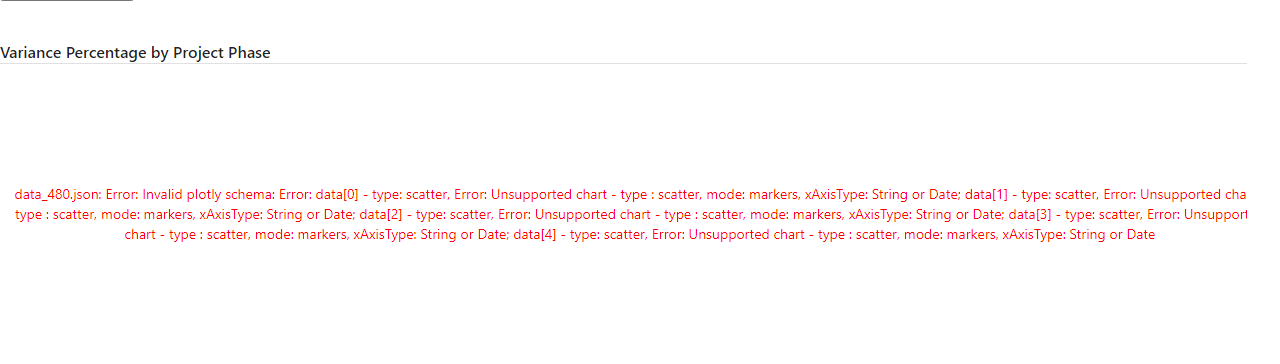 Variance Percentage by Project Phase
data_480.json: Error: Invalid plotly schema: Error: data[0] - type: scatter, Error: Unsupported chart - type : scatter, mode: markers, xAxisType: String or Date; data[1] - type: scatter, Error: Unsupported cha
type : scatter, mode: markers, xAxisType: String or Date; data[2] - type: scatter, Error: Unsupported chart - type : scatter, mode: markers, xAxisType: String or Date; data[3] - type: scatter, Error: Unsupport
chart - type : scatter, mode: markers, xAxisType: String or Date; data[4] - type: scatter, Error: Unsupported chart - type : scatter, mode: markers, xAxisType: String or Date